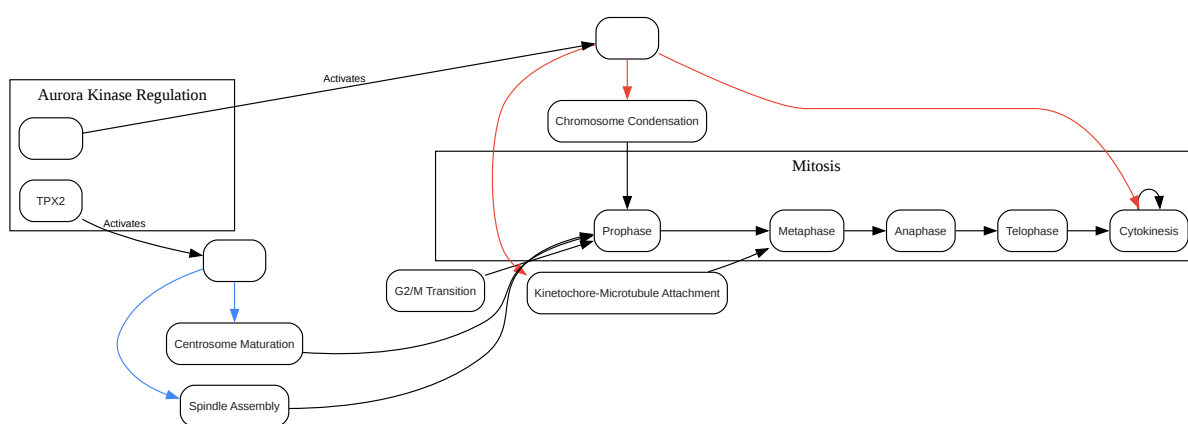 Activates
Aurora Kinase Regulation
Chromosome Condensation
Mitosis
TPX2
Activates
Prophase
Metaphase
Anaphase
Telophase
Cytokinesis
G2/M Transition
Kinetochore-Microtubule Attachment
Centrosome Maturation
Spindle Assembly